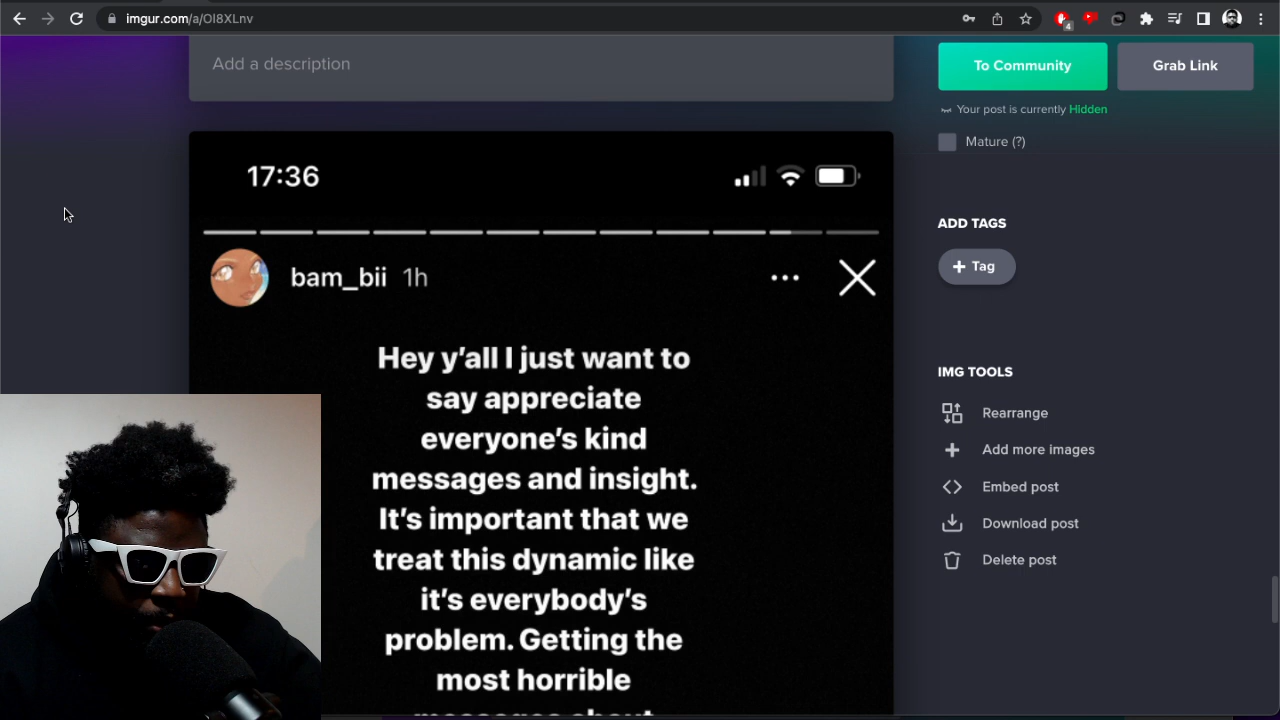 imgur.com/a/OI8XLnv
4
Add a description
To Community
Grab Link
Your post is currently Hidden
Mature (?)
17:36
ADD TAGS
+ Tag
bam_bii 1h
Hey y'all I just want to
say appreciate
everyone's kind
messages and insight.
It's important that we
treat this dynamic like
it's everybody's
problem. Getting the
most horrible
messages about
IMG TOOLS
Rearrange
Add more images
Embed post
Download post
Delete post